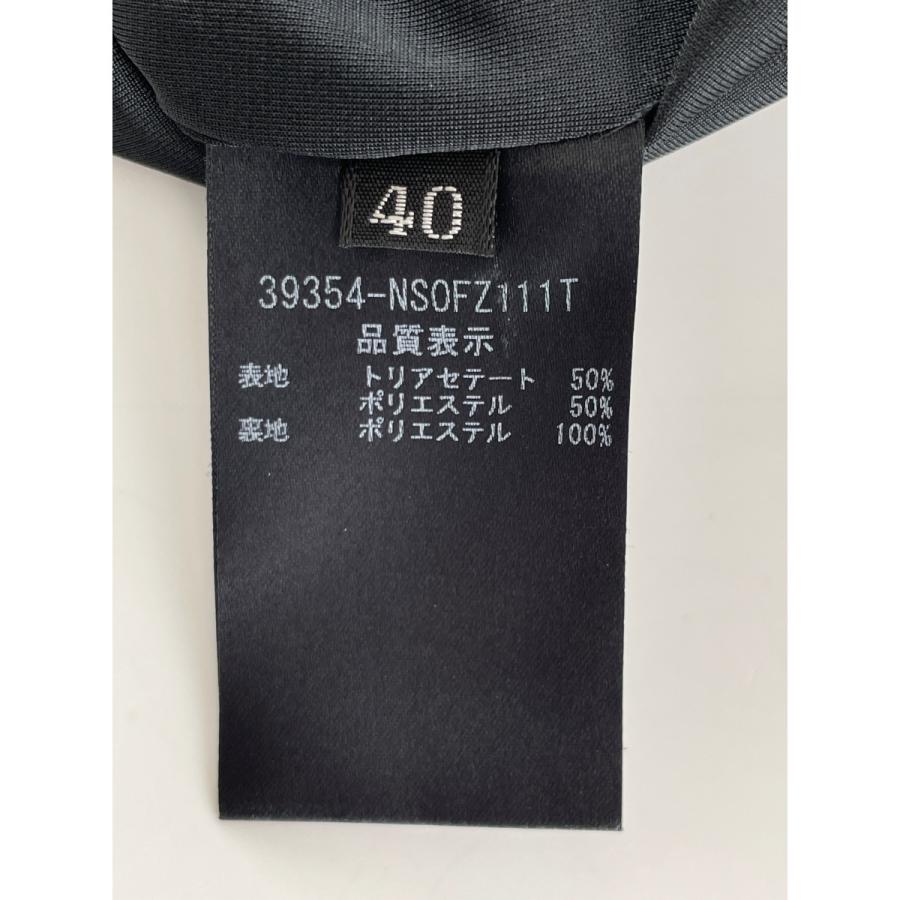 40
39354-NSOFZ111T
品質表示
表地 トリアセテート 50%
ポリエステル 50%
裏地 ポリエステル 100%